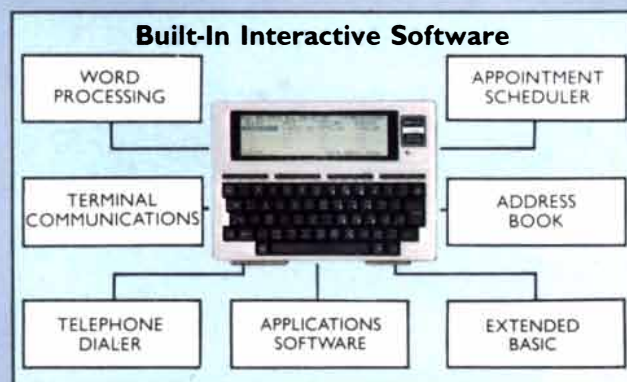 Built-In Interactive Software
WORD
PROCESSING
APPOINTMENT
SCHEDULER
TERMINAL
COMMUNICATIONS
ADDRESS
BOOK
TELEPHONE
DIALER
APPLICATIONS
SOFTWARE
EXTENDED
BASIC